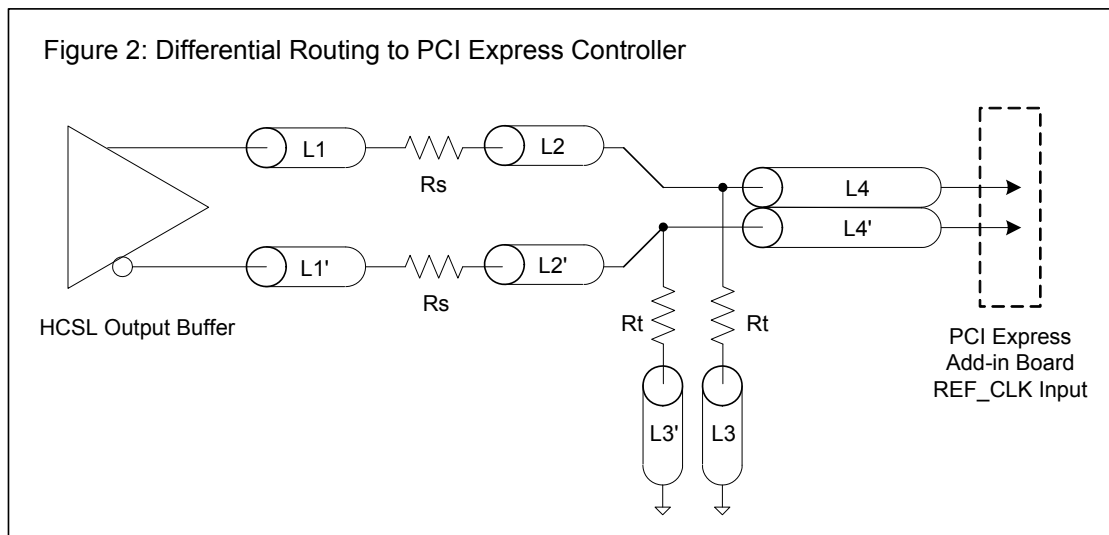 Figure 2: Differential Routing to PCI Express Controller
L1
Rs
L2
L4
L4'
L1'
Rs
L2'
HCSL Output Buffer
Rt
Rt
L3'
L3
PCI Express
Add-in Board
REF_CLK Input